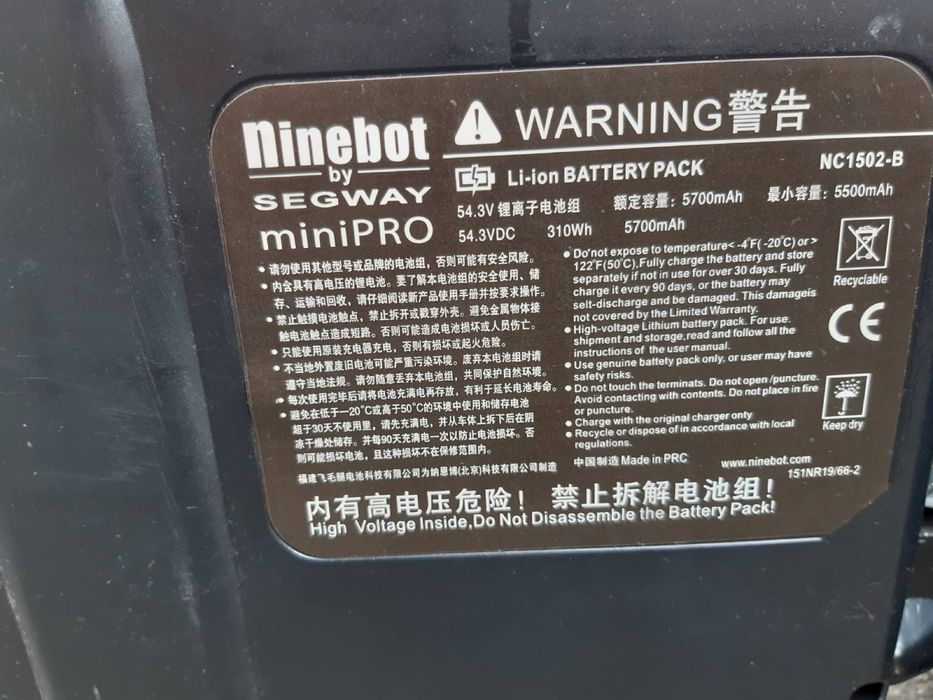 ninebot
by
SEGWAY
miniPRO
WARNING警告
Li-ion BATTERY PACK
NC1502-B
54.3V 锂离子电池组 额定容量: 5700mAh 最小容量: 5500mAh
54.3VDC 310Wh 5700mAh
• 请勿使用其他型号或品牌的电池组,否则可能有安全风险。
• 内含具有高电压的锂电池。要了解本电池组的安全使用、储
存、运输和回收,请仔细阅读新产品使用手册并按要求操作。
• 禁止触摸电池触点,禁止拆开或戳穿外壳。避免金属物体接
触电池触点造成短路。否则可能造成电池损坏或人员伤亡。
• 只能使用原装充电器充电,否则有损坏或起火危险。
• 不当地外置废旧电池可能严重污染环境。废弃本电池组时请
遵守当地法规。请勿随意丢弃本电池组,共同保护自然环境。
• 每次使用完毕后请将电池充满电再存放,有利于延长电池寿命。
• 避免在低于-20℃或高于50℃的环境中使用和储存电池
超于30天不使用里,请先充满电,并从车体上拆下后在阴
凉干燥处储存。并每90天充满电一次以防止电池损坏。否
则可能损坏电池,且这种损坏不在保修范围内。
• Do'not expose to temperature< -4°F( -20°C) or >
122°F(50°C),Fully charge the battery and store
separately if not in use for over 30 days. Fully
charge it every 90 days, or the battery may
self-discharge and be damaged. This damageis
not covered by the Limited Warranty.
• High-voltage Lithium battery pack. For use.
shipment and storage,read and follow all the
instructions of the user manual.
• Use genuine battety pack only. or user may have
safety risks.
• Do not touch the terminats. Do not open /puncture.
Avoid contacting with contents. Do not place in fire
or puncture.
• Charge with the original charger only
• Recycle or dispose of in accordance with local
regulations.
Recyclable
CE
Keep dry
福建飞毛腿电池科技有限公司为纳恩博(北京)科技有限公司制造
中国制造 Made in PRC
www.ninebot.com
151NR19/66-2
内有高电压危险! 禁止拆解电池组!
High Voltage Inside,Do Not Disassemble the Battery Pack!